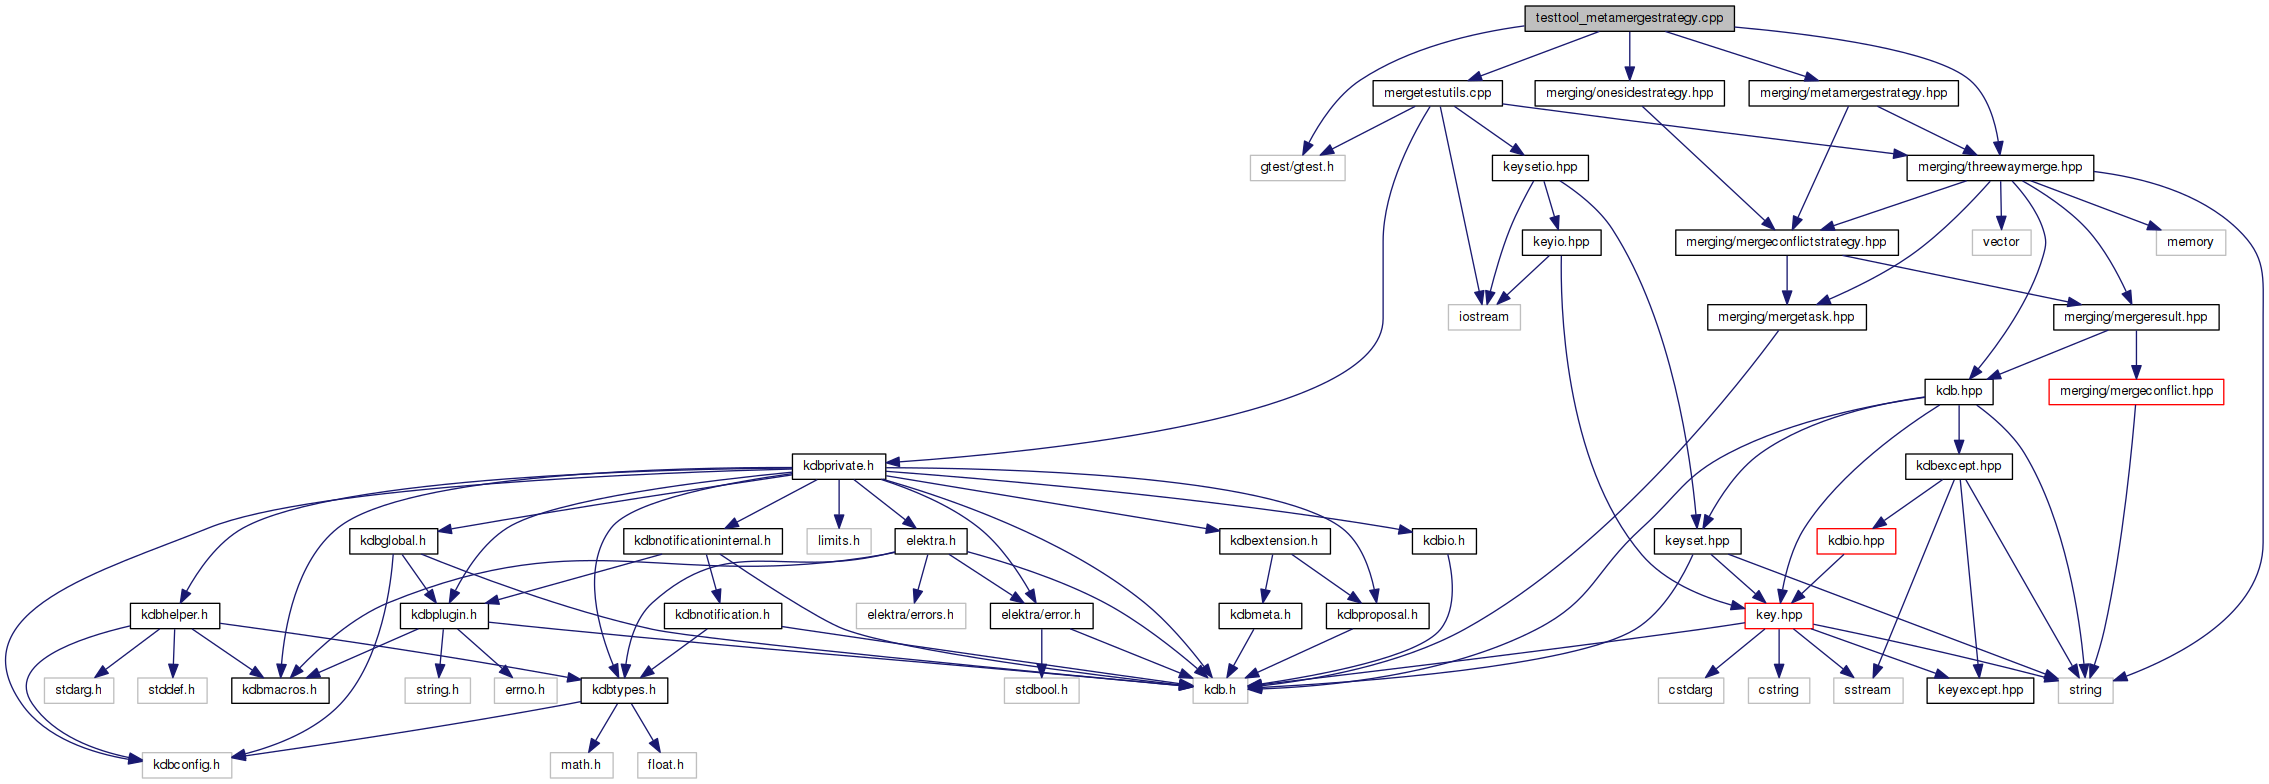 testtool_metamergestrategy.cpp
mergetestutils.cpp
merging/onesidestrategy.hpp
merging/metamergestrategy.hpp
gtest/gtest.h
keysetio.hpp
merging/threewaymerge.hpp
keyio.hpp
merging/mergeconflictstrategy.hpp
vector
memory
iostream
merging/mergetask.hpp
merging/mergeresult.hpp
kdb.hpp
merging/mergeconflict.hpp
kdbprivate.h
kdbexcept.hpp
kdbglobal.h
kdbnotificationinternal.h
limits.h
elektra.h
kdbextension.h
kdbio.h
keyset.hpp
kdbio.hpp
kdbhelper.h
kdbplugin.h
kdbnotification.h
elektra/errors.h
elektra/error.h
kdbmeta.h
kdbproposal.h
key.hpp
stdarg.h
stddef.h
kdbmacros.h
string.h
errno.h
kdbtypes.h
stdbool.h
kdb.h
cstdarg
cstring
sstream
keyexcept.hpp
string
kdbconfig.h
math.h
float.h